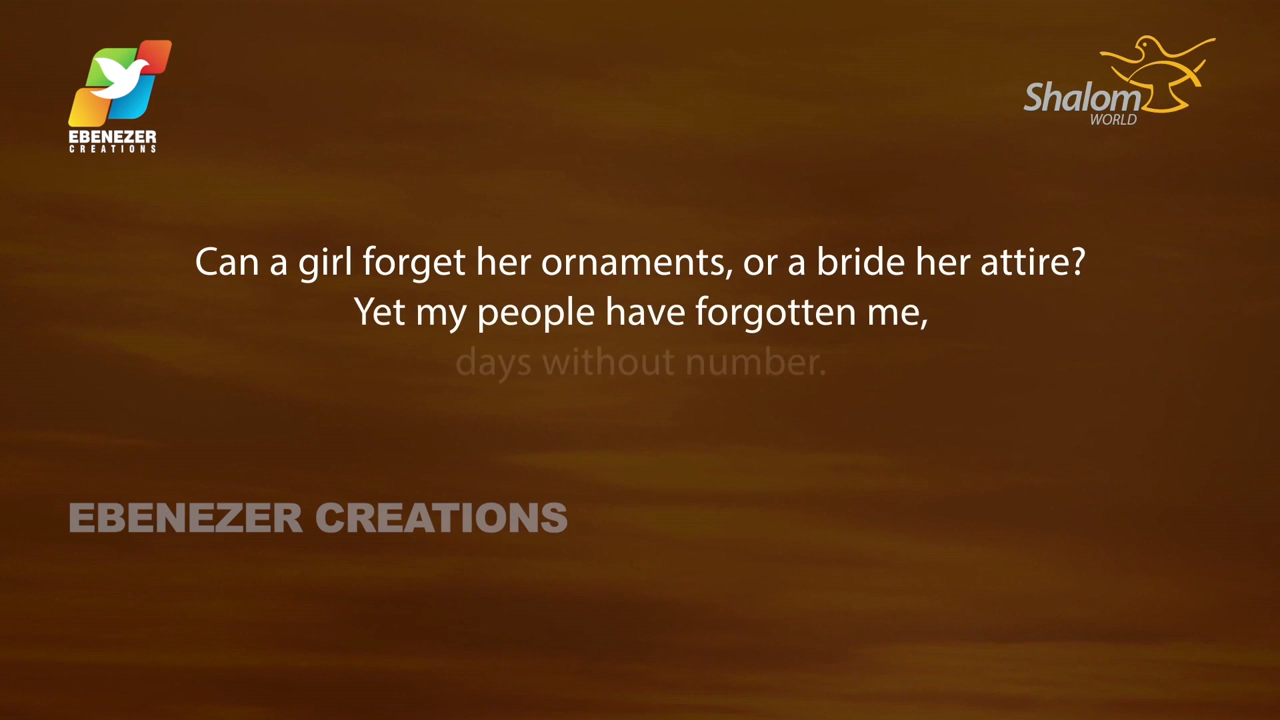 EBENEZER
CREATIONS
Shalom
WORLD
Can a girl forget her ornaments, or a bride her attire?
Yet my people have forgotten me,
days without number.
EBENEZER CREATIONS